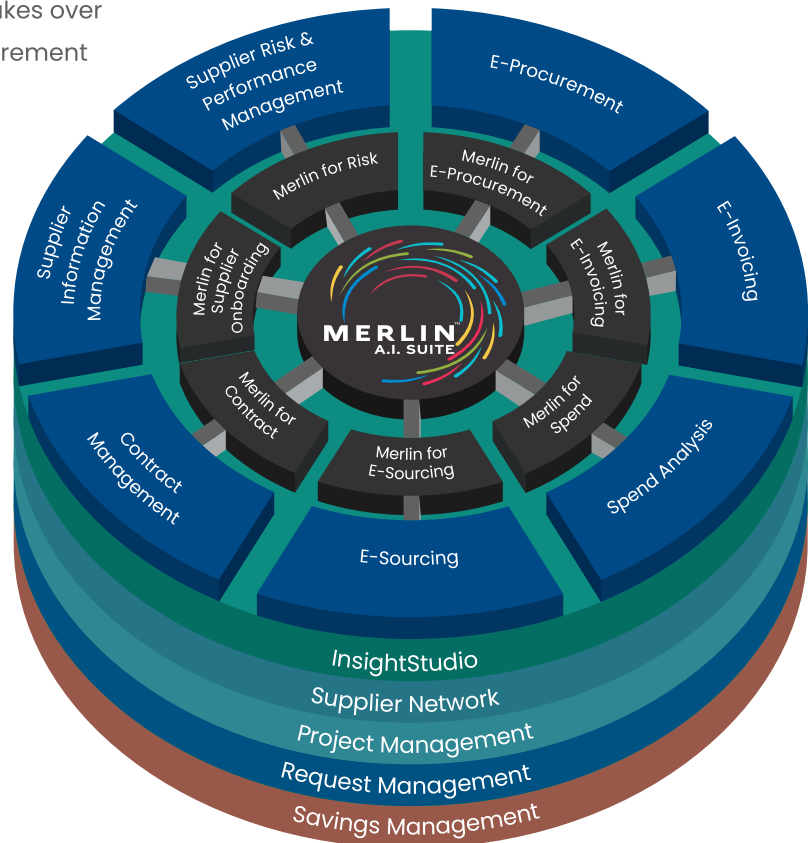 akes over
rement
Supplier Risk &
Performance
Management
E-Procurement
Supplier
Information
Management
E-Invoicing
Merlin for Risk
Merlin for
E-Procurement
Merlin for
Supplier
Onboarding
Merlin for
E-Invoicing
MERLIN™
A.I. SUITE
Merlin for
Contract
Merlin for
Spend
Merlin for
E-Sourcing
Contract
Management
Spend Analysis
E-Sourcing
InsightStudio
Supplier Network
Project Management
Request Management
Savings Management